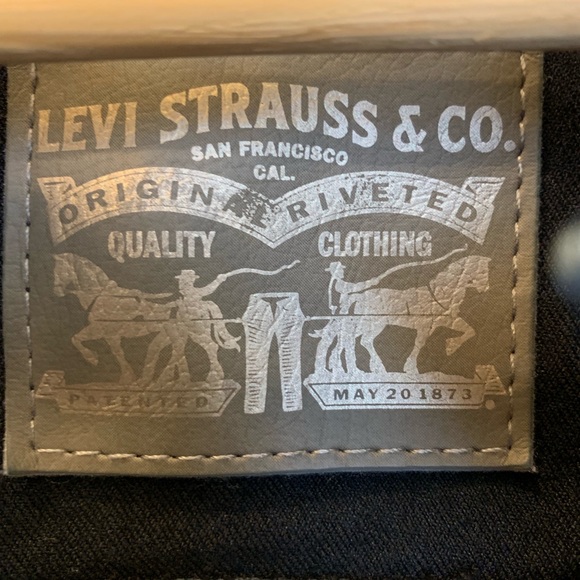 LEVI STRAUSS & CO.
SAN FRANCISCO
CAL.
ORIGINAL RIVETED
QUALITY CLOTHING
PATENTED MAY 20 1873